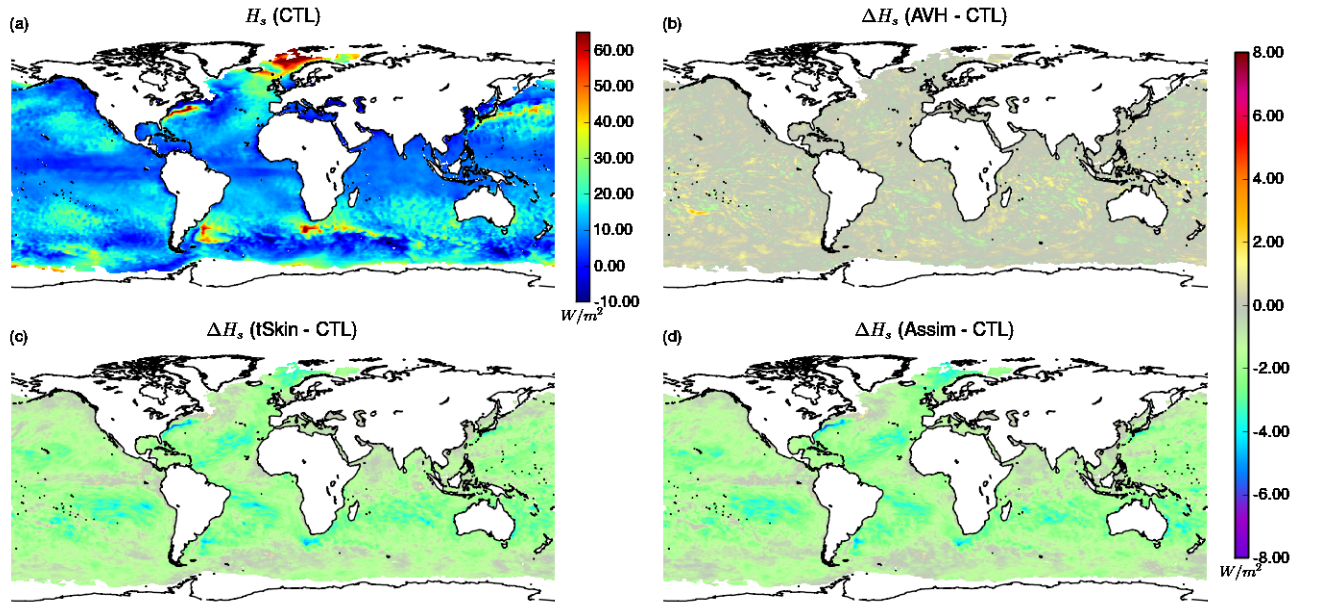 (a) H_s (CTL)
60.00
50.00
40.00
30.00
20.00
10.00
0.00
-10.00
W/m²
(b) ΔH_s (AVH - CTL)
8.00
6.00
4.00
2.00
0.00
-2.00
-4.00
-6.00
-8.00
W/m²
(c) ΔH_s (tSkin - CTL)
(d) ΔH_s (Assim - CTL)